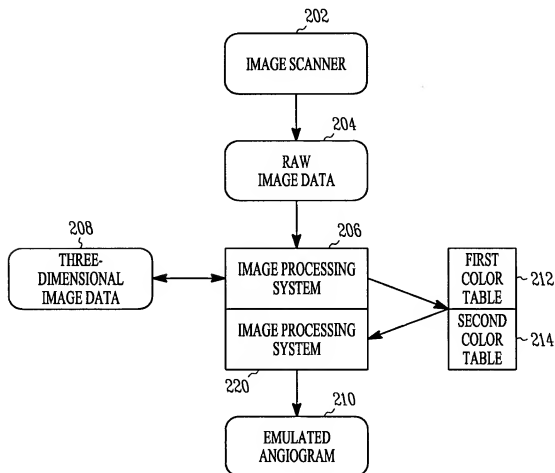 202
IMAGE SCANNER
204
RAW
IMAGE DATA
208
THREE-
DIMENSIONAL
IMAGE DATA
206
IMAGE PROCESSING
SYSTEM
FIRST
COLOR
TABLE
212
IMAGE PROCESSING
SYSTEM
SECOND
COLOR
TABLE
214
220
210
EMULATED
ANGIOGRAM